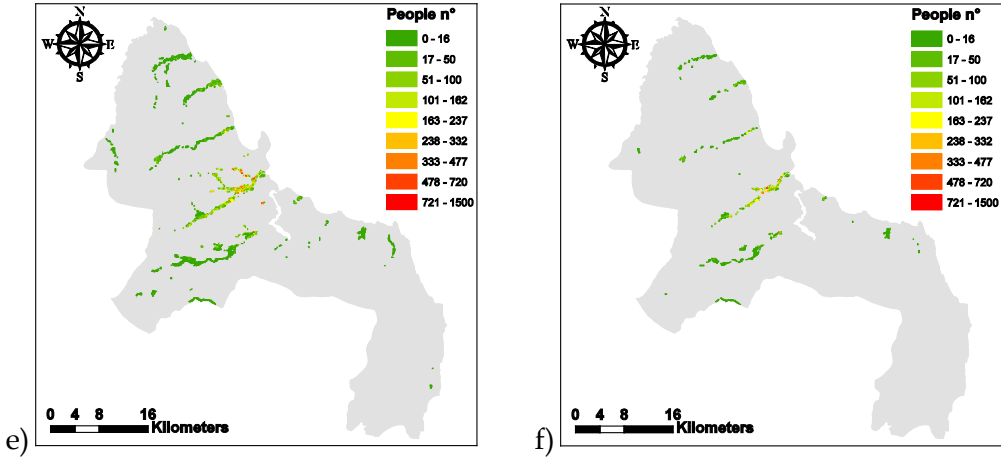 N
W E
S
People n°
0 - 16
17 - 50
51 - 100
101 - 162
163 - 237
238 - 332
333 - 477
478 - 720
721 - 1500
0 4 8 16
Kilometers
e)
N
W E
S
People n°
0 - 16
17 - 50
51 - 100
101 - 162
163 - 237
238 - 332
333 - 477
478 - 720
721 - 1500
0 4 8 16
Kilometers
f)